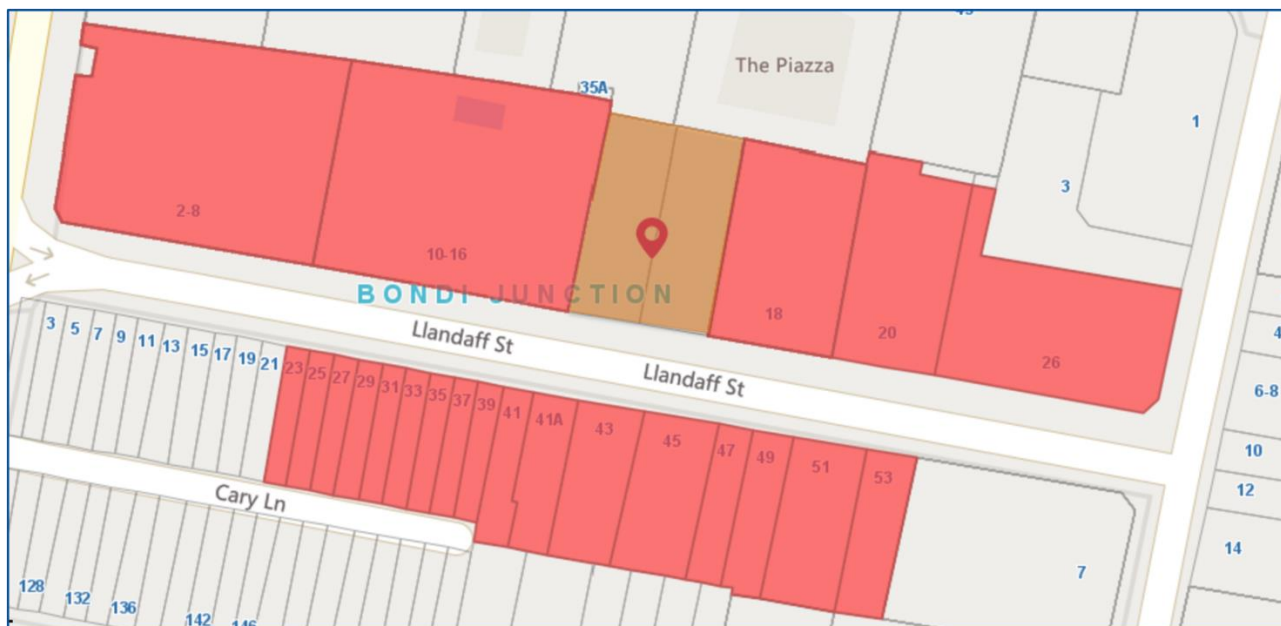 35A
The Piazza
1
3
2-8
10-16
BONDI JUNCTION
18
20
26
Llandaff St
Llandaff St
3 5 7 9 11 13 15 17 19 21 23 25 27 29 31 33 35 37 39 41 41A 43 45 47 49 51 53
6-8
10
12
14
7
Cary Ln
128 132 136 142